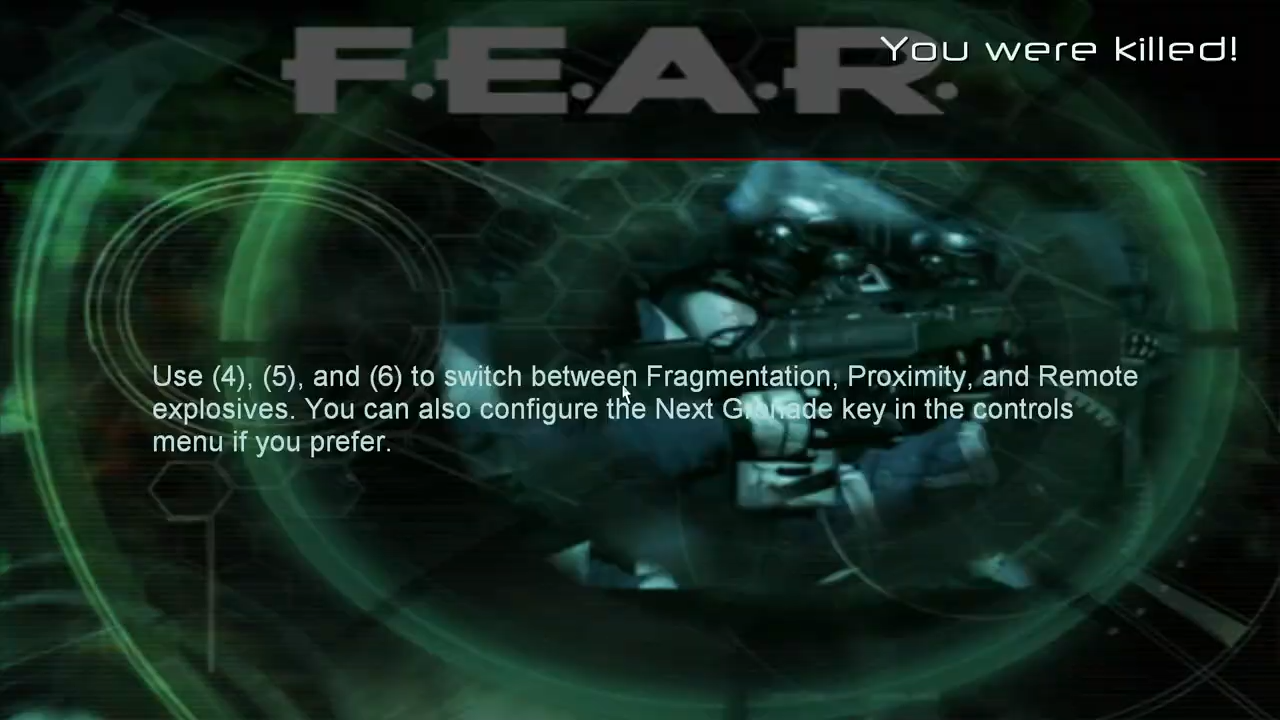 F.E.A.R.
You were killed!
Use (4), (5), and (6) to switch between Fragmentation, Proximity, and Remote
explosives. You can also configure the Next Grenade key in the controls
menu if you prefer.